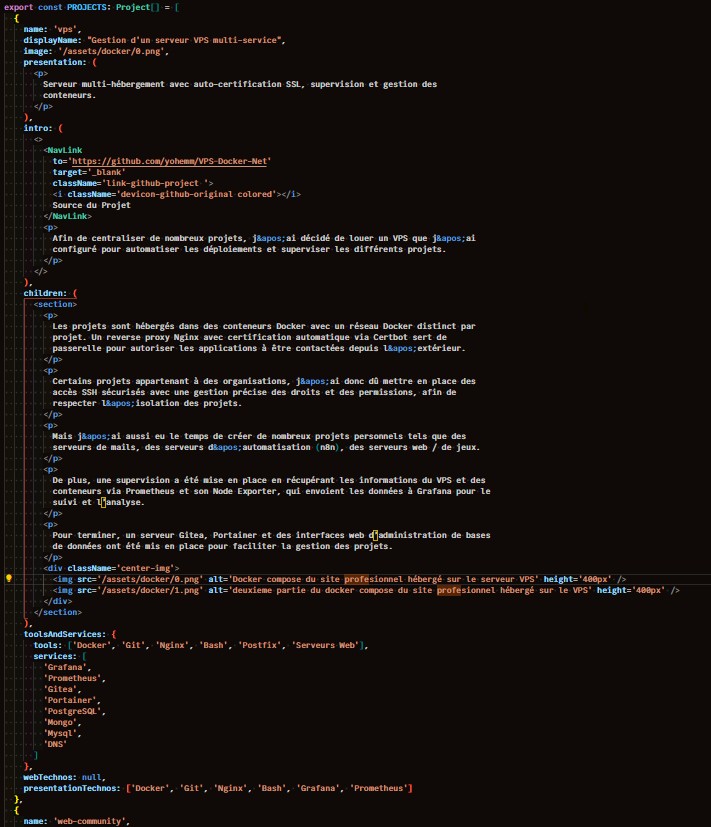 export const PROJECTS: Project[] = [
{
name: 'vps',
displayName: "Gestion d'un serveur VPS multi-service",
image: '/assets/docker/0.png',
presentation: (
<p>
Serveur multi-hébergement avec auto-certification SSL, supervision et gestion des
conteneurs.
</p>
),
intro: (
<>
<NavLink
to='https://github.com/yohemm/VPS-Docker-Net'
target='_blank'
className='link-github-project '>
<i className='devicon-github-original colored'></i>
Source du Projet
</NavLink>
<p>
Afin de centraliser de nombreux projets, j&apos;ai décidé de louer un VPS que j&apos;ai
configuré pour automatiser les déploiements et superviser les différents projets.
</p>
</>
),
children: (
<section>
<p>
Les projets sont hébergés dans des conteneurs Docker avec un réseau Docker distinct par
projet. Un reverse proxy Nginx avec certification automatique via Certbot sert de
passerelle pour autoriser les applications à être contactées depuis l&apos;extérieur.
</p>
<p>
Certains projets appartenant à des organisations, j&apos;ai donc dû mettre en place des
accès SSH sécurisés avec une gestion précise des droits et des permissions, afin de
respecter l&apos;isolation des projets.
</p>
<p>
Mais j&apos;ai aussi eu le temps de créer de nombreux projets personnels tels que des
serveurs de mails, des serveurs d&apos;automatisation (n8n), des serveurs web / de jeux.
</p>
<p>
De plus, une supervision a été mise en place en récupérant les informations du VPS et des
conteneurs via Prometheus et son Node Exporter, qui envoient les données à Grafana pour le
suivi et l’analyse.
</p>
<p>
Pour terminer, un serveur Gitea, Portainer et des interfaces web d’administration de bases
de données ont été mis en place pour faciliter la gestion des projets.
</p>
<div className='center-img'>
<img src='/assets/docker/0.png' alt='Docker compose du site profesionnel hébergé sur le serveur VPS' height='400px' />
<img src='/assets/docker/1.png' alt='deuxieme partie du docker compose du site profesionnel hébergé sur le VPS' height='400px' />
</div>
</section>
),
toolsAndServices: {
tools: ['Docker', 'Git', 'Nginx', 'Bash', 'Postfix', 'Serveurs Web'],
services: [
'Grafana',
'Prometheus',
'Gitea',
'Portainer',
'PostgreSQL',
'Mongo',
'Mysql',
'DNS'
]
},
webTechnos: null,
presentationTechnos: ['Docker', 'Git', 'Nginx', 'Bash', 'Grafana', 'Prometheus']
},
{
name: 'web-community',